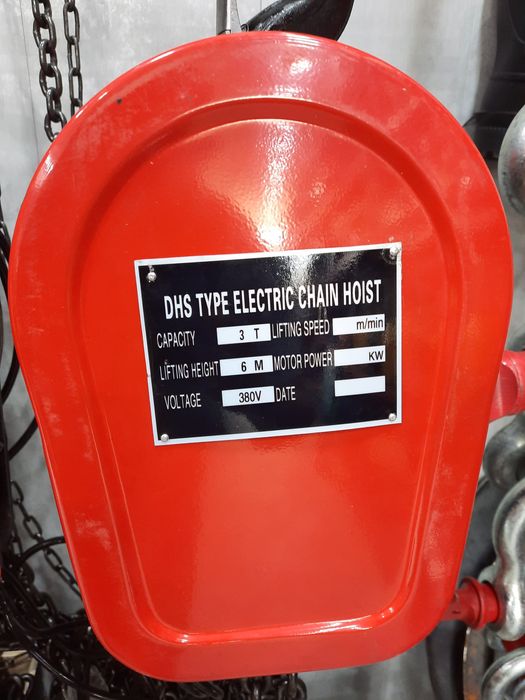 DHS TYPE ELECTRIC CHAIN HOIST
CAPACITY 3 T LIFTING SPEED m/min
LIFTING HEIGHT 6 M MOTOR POWER KW
VOLTAGE 380V DATE